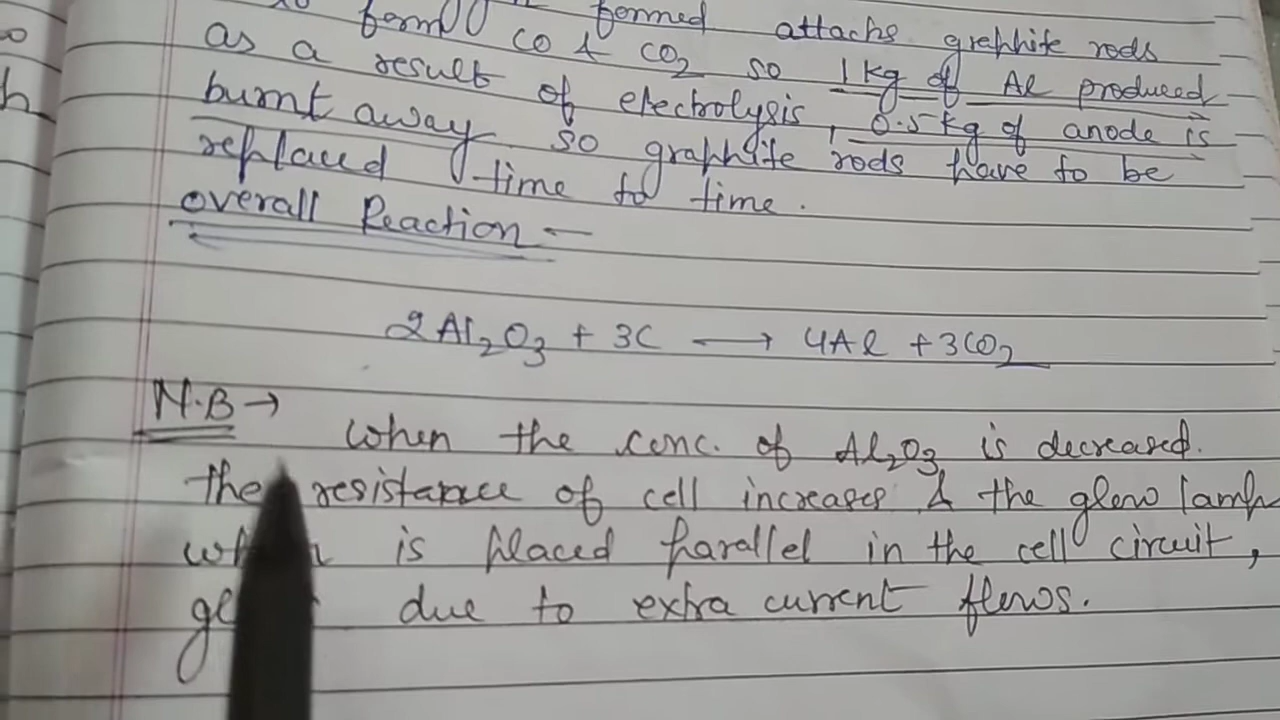 form formed attacks graphite rods
as a result of CO & CO2 so 1 kg of Al produced
burnt away of electrolysis, 0.5 kg of anode is
replaced so graphite rods have to be
time to time.
overall Reaction —
2Al2O3 + 3C → 4Al + 3CO2
N.B → When the conc. of Al2O3 is decreased.
the resistance of cell increases & the glow lamp
is placed parallel in the cell circuit,
due to extra current flows.